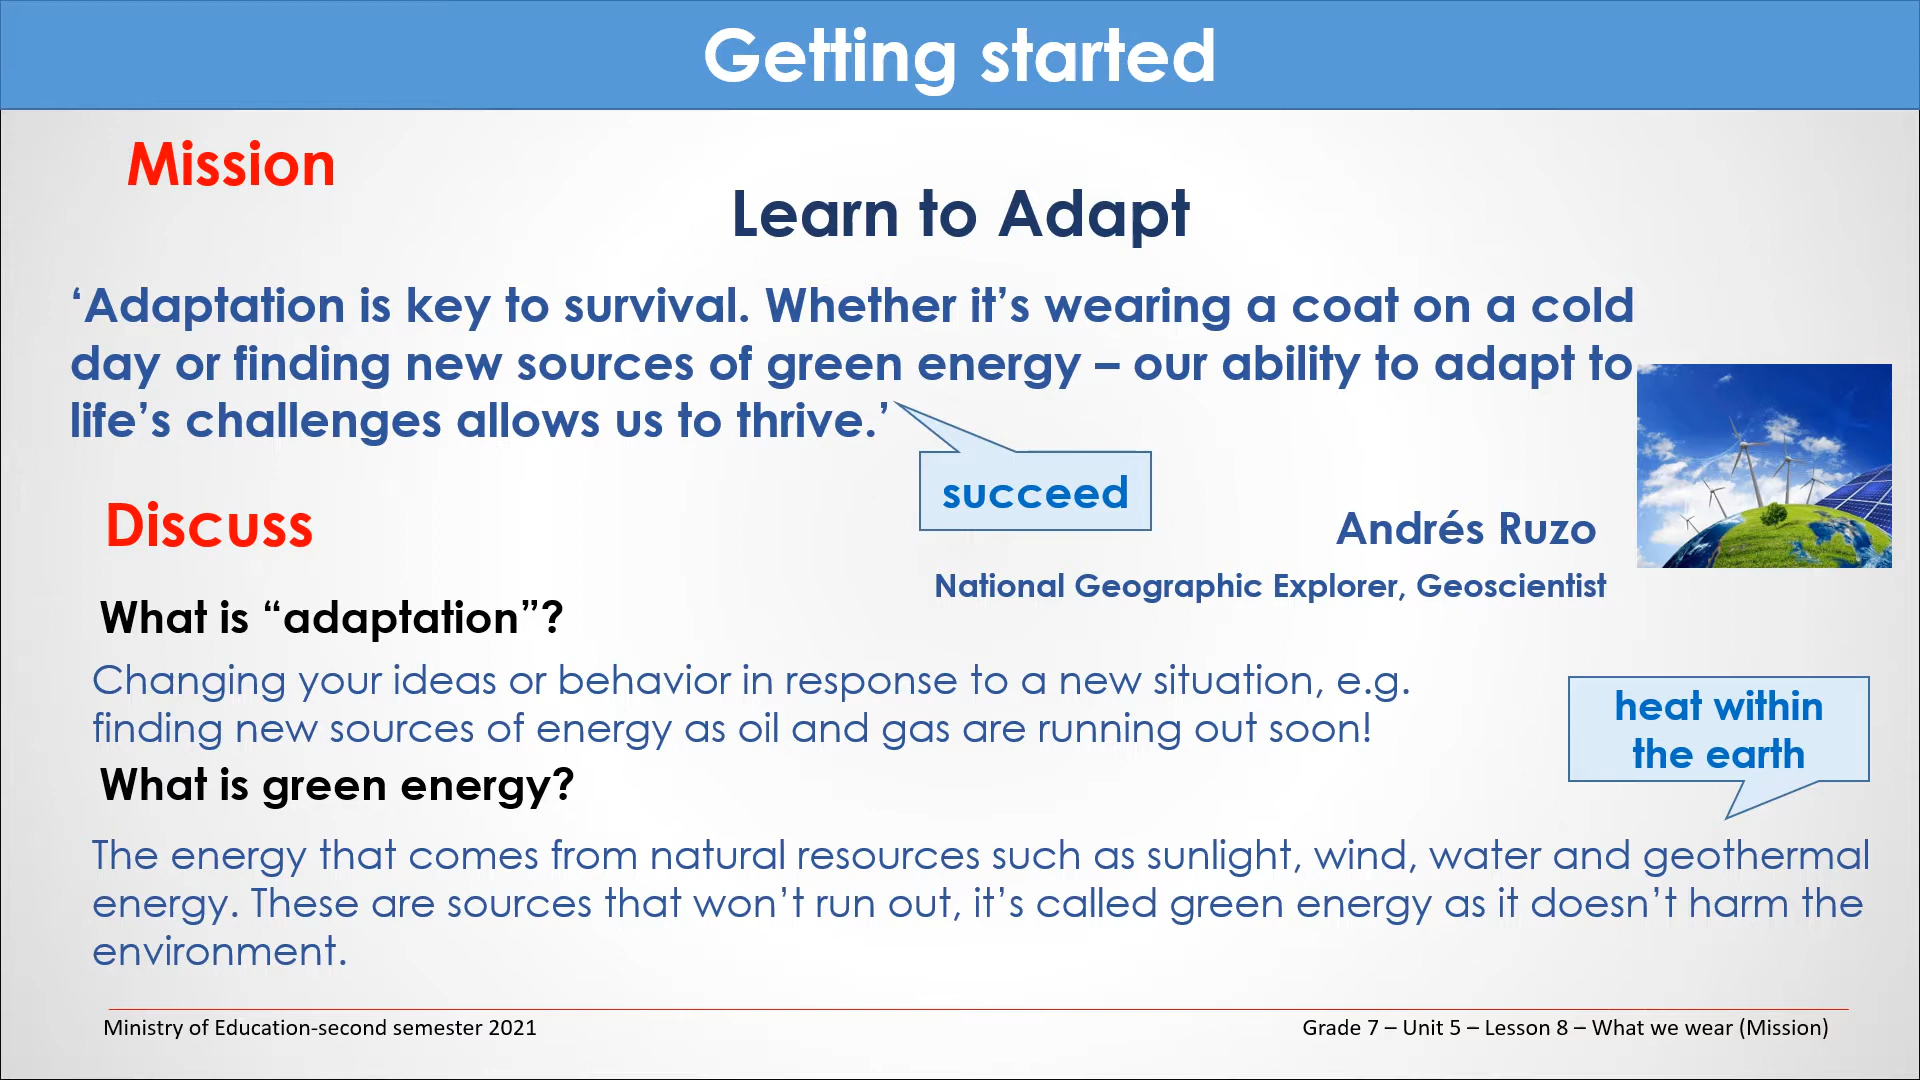 Getting started
Mission
Learn to Adapt
‘Adaptation is key to survival. Whether it’s wearing a coat on a cold
day or finding new sources of green energy – our ability to adapt to
life’s challenges allows us to thrive.’
succeed
Discuss
Andrés Ruzo
National Geographic Explorer, Geoscientist
What is “adaptation”?
Changing your ideas or behavior in response to a new situation, e.g.
finding new sources of energy as oil and gas are running out soon!
heat within
the earth
What is green energy?
The energy that comes from natural resources such as sunlight, wind, water and geothermal
energy. These are sources that won’t run out, it’s called green energy as it doesn’t harm the
environment.
Ministry of Education-second semester 2021
Grade 7 – Unit 5 – Lesson 8 – What we wear (Mission)